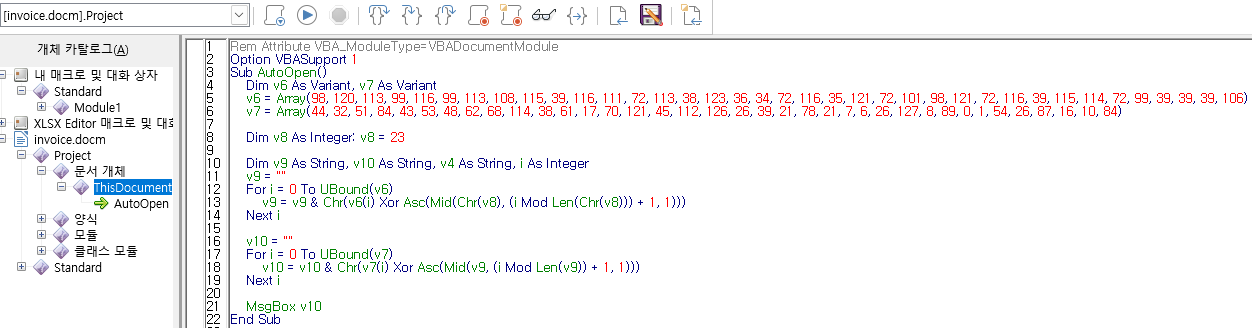 [invoice.docm].Project
개체 카탈로그(A)
내 매크로 및 대화 상자
Standard
Module1
XLSX Editor 매크로 및 대화
invoice.docm
Project
문서 개체
ThisDocument
AutoOpen
양식
모듈
클래스 모듈
Standard
1 Rem Attribute VBA_ModuleType=VBADocumentModule
2 Option VBASupport 1
3 Sub AutoOpen()
4 Dim v6 As Variant, v7 As Variant
5 v6 = Array(98, 120, 113, 99, 116, 99, 113, 108, 115, 39, 116, 111, 72, 113, 38, 123, 36, 34, 72, 116, 35, 121, 72, 101, 98, 121, 72, 116, 39, 115, 114, 72, 99, 39, 39, 39, 106)
6 v7 = Array(44, 32, 51, 84, 43, 53, 48, 62, 68, 114, 38, 61, 17, 70, 121, 45, 112, 126, 26, 39, 21, 78, 21, 7, 6, 26, 127, 8, 89, 0, 1, 54, 26, 87, 16, 10, 84)
7
8 Dim v8 As Integer: v8 = 23
9
10 Dim v9 As String, v10 As String, v4 As String, i As Integer
11 v9 = ""
12 For i = 0 To UBound(v6)
13 v9 = v9 & Chr(v6(i) Xor Asc(Mid(Chr(v8), (i Mod Len(Chr(v8))) + 1, 1)))
14 Next i
15
16 v10 = ""
17 For i = 0 To UBound(v7)
18 v10 = v10 & Chr(v7(i) Xor Asc(Mid(v9, (i Mod Len(v9)) + 1, 1)))
19 Next i
20
21 MsgBox v10
22 End Sub